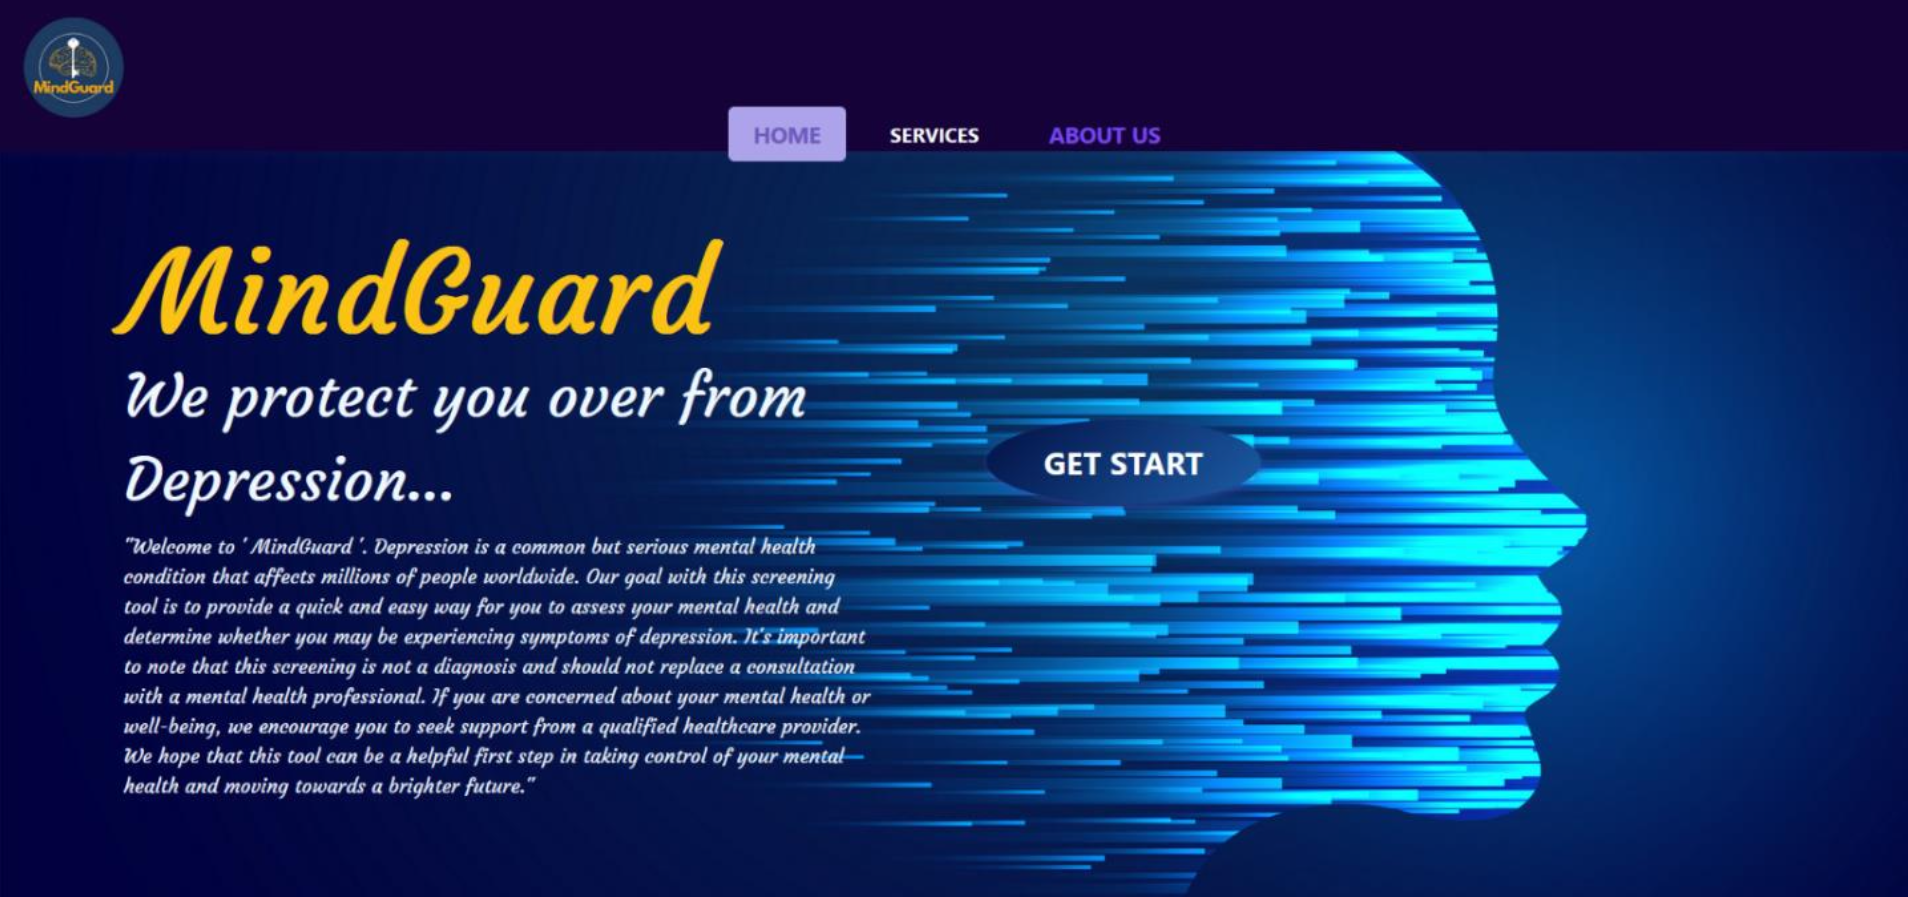 MindGuard
HOME
SERVICES
ABOUT US
MindGuard
We protect you over from
Depression...
"Welcome to ' MindGuard '. Depression is a common but serious mental health
condition that affects millions of people worldwide. Our goal with this screening
tool is to provide a quick and easy way for you to assess your mental health and
determine whether you may be experiencing symptoms of depression. It's important
to note that this screening is not a diagnosis and should not replace a consultation
with a mental health professional. If you are concerned about your mental health or
well-being, we encourage you to seek support from a qualified healthcare provider.
We hope that this tool can be a helpful first step in taking control of your mental
health and moving towards a brighter future."
GET START